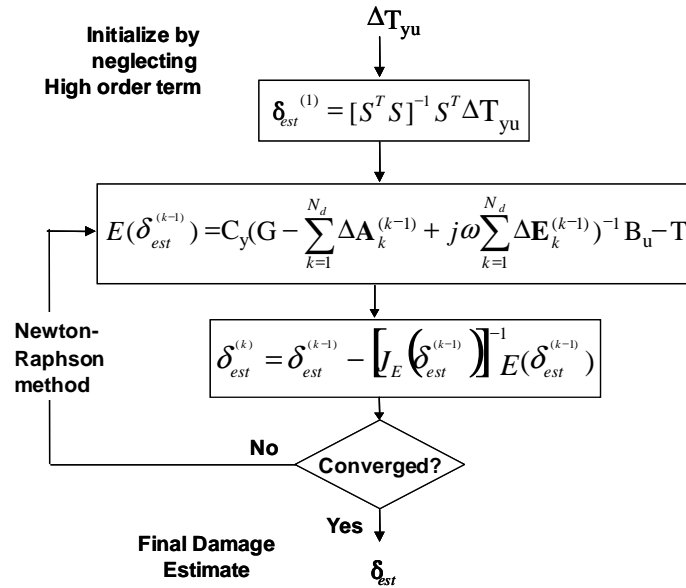 Initialize by
neglecting
High order term
ΔT_yu
δ_est^(1) = [S^T S]^-1 S^T ΔT_yu
E(δ_est^(k-1)) = C_y(G − ∑_{k=1}^{N_d} ΔA_k^(k-1) + jω ∑_{k=1}^{N_d} ΔE_k^(k-1))^-1 B_u − T
Newton-
Raphson
method
δ_est^(k) = δ_est^(k-1) − [J_E(δ_est^(k-1))]^-1 E(δ_est^(k-1))
No
Converged?
Yes
Final Damage
Estimate
δ_est